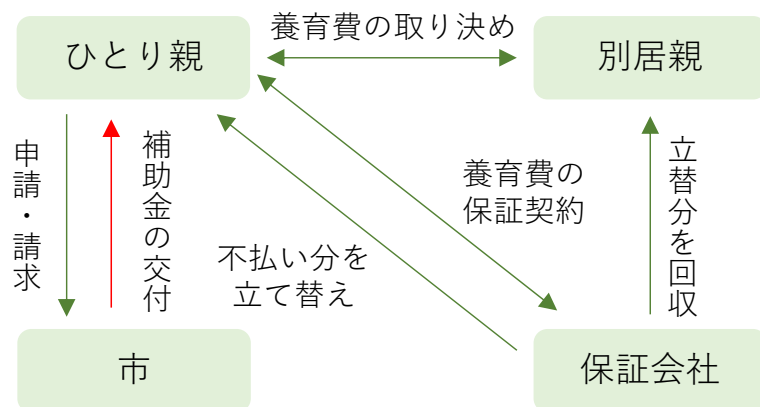 養育費の取り決め
ひとり親
別居親
申請・請求
補助金の交付
養育費の
保証契約
立替分を回収
不払い分を
立て替え
市
保証会社